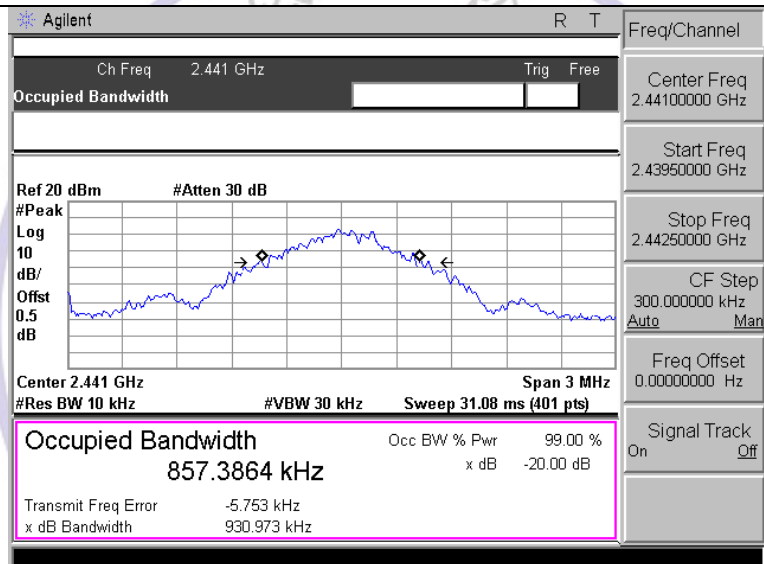 Agilent R T
Ch Freq 2.441 GHz Trig Free
Occupied Bandwidth
Ref 20 dBm #Atten 30 dB
#Peak
Log
10
dB/
Offst
0.5
dB
Center 2.441 GHz Span 3 MHz
#Res BW 10 kHz #VBW 30 kHz Sweep 31.08 ms (401 pts)
Occupied Bandwidth
857.3864 kHz
Occ BW % Pwr 99.00 %
x dB -20.00 dB
Transmit Freq Error -5.753 kHz
x dB Bandwidth 930.973 kHz
Freq/Channel
Center Freq
2.44100000 GHz
Start Freq
2.43950000 GHz
Stop Freq
2.44250000 GHz
CF Step
300.000000 kHz
Auto Man
Freq Offset
0.00000000 Hz
Signal Track
On Off